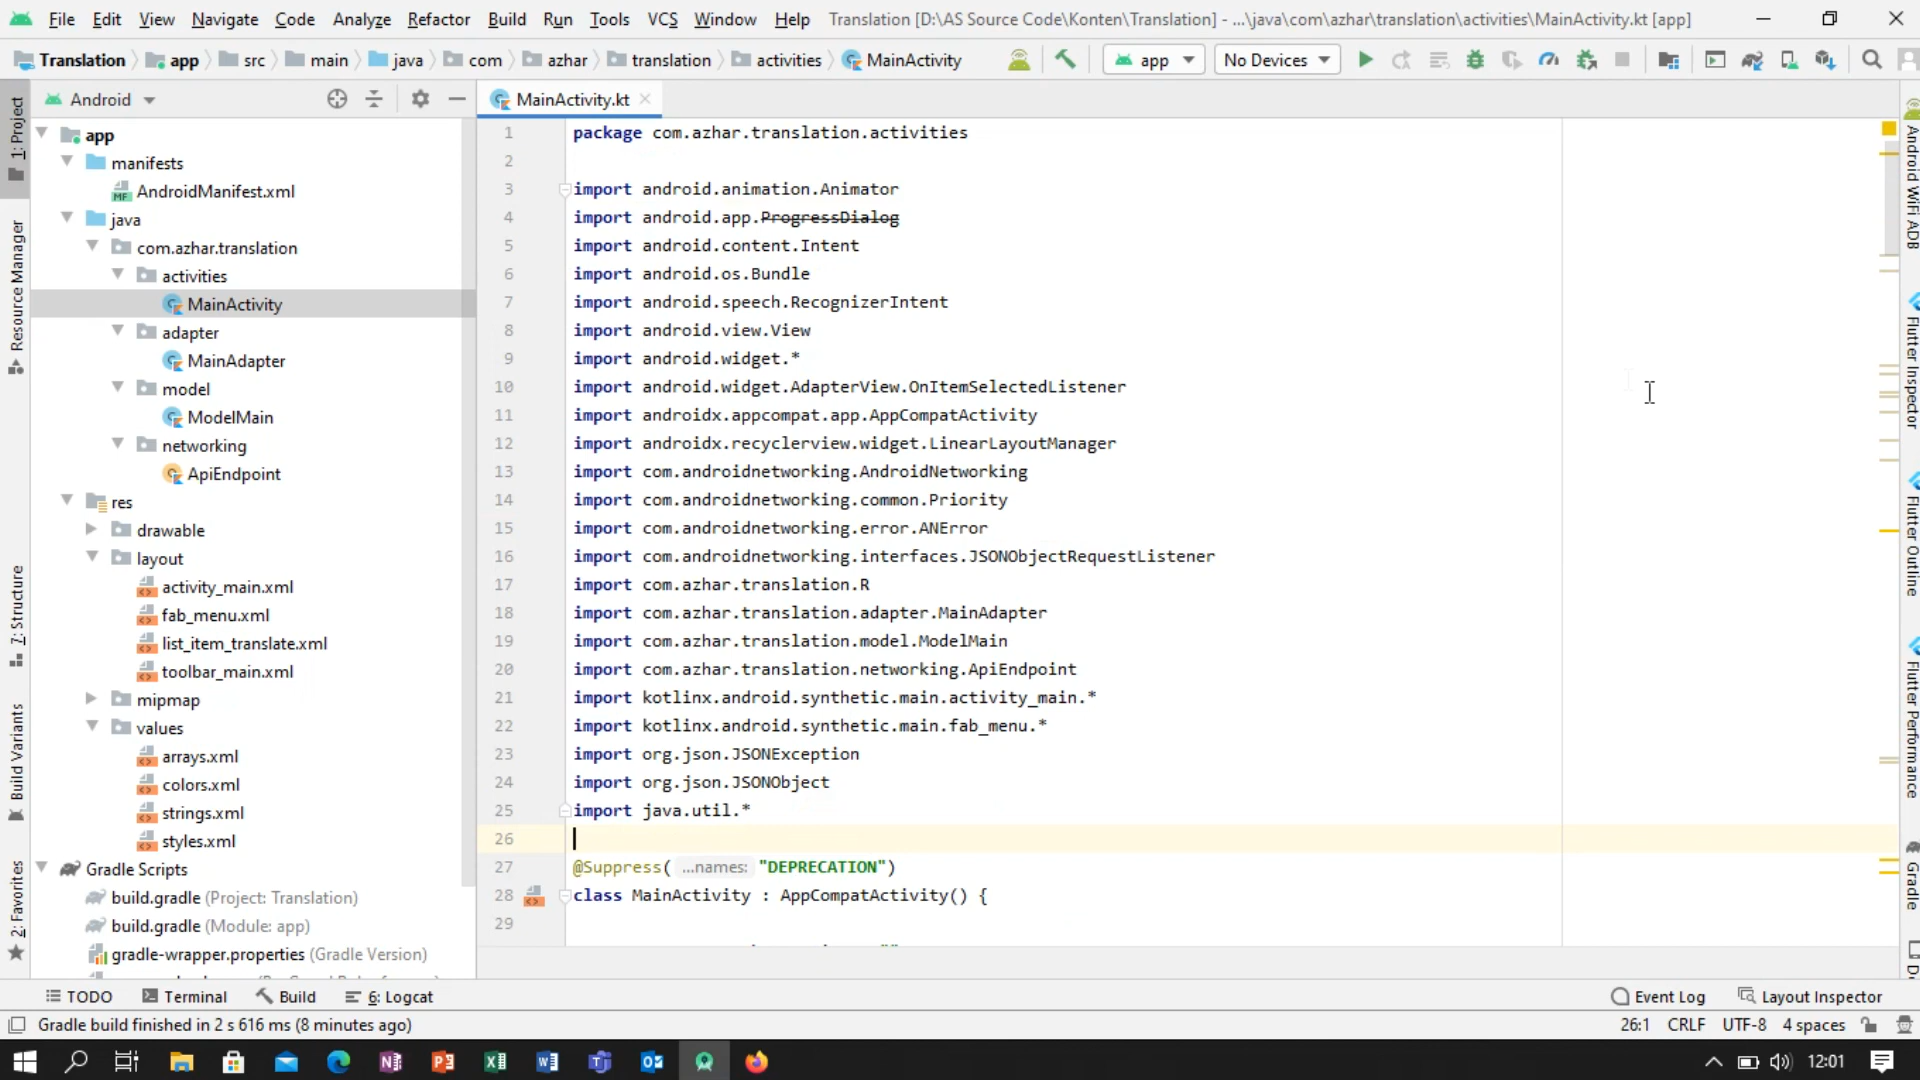 File Edit View Navigate Code Analyze Refactor Build Run Tools VCS Window Help Translation [D:\AS Source Code\Konten\Translation] - ...\java\com\azhar\translation\activities\MainActivity.kt [app]
Translation app src main java com azhar translation activities MainActivity app No Devices
Android
MainActivity.kt
1: Project
Resource Manager
7: Structure
Build Variants
2: Favorites
app
manifests
AndroidManifest.xml
java
com.azhar.translation
activities
MainActivity
adapter
MainAdapter
model
ModelMain
networking
ApiEndpoint
res
drawable
layout
activity_main.xml
fab_menu.xml
list_item_translate.xml
toolbar_main.xml
mipmap
values
arrays.xml
colors.xml
strings.xml
styles.xml
Gradle Scripts
build.gradle (Project: Translation)
build.gradle (Module: app)
gradle-wrapper.properties (Gradle Version)
1 package com.azhar.translation.activities
2
3 import android.animation.Animator
4 import android.app.ProgressDialog
5 import android.content.Intent
6 import android.os.Bundle
7 import android.speech.RecognizerIntent
8 import android.view.View
9 import android.widget.*
10 import android.widget.AdapterView.OnItemSelectedListener
11 import androidx.appcompat.app.AppCompatActivity
12 import androidx.recyclerview.widget.LinearLayoutManager
13 import com.androidnetworking.AndroidNetworking
14 import com.androidnetworking.common.Priority
15 import com.androidnetworking.error.ANError
16 import com.androidnetworking.interfaces.JSONObjectRequestListener
17 import com.azhar.translation.R
18 import com.azhar.translation.adapter.MainAdapter
19 import com.azhar.translation.model.ModelMain
20 import com.azhar.translation.networking.ApiEndpoint
21 import kotlinx.android.synthetic.main.activity_main.*
22 import kotlinx.android.synthetic.main.fab_menu.*
23 import org.json.JSONException
24 import org.json.JSONObject
25 import java.util.*
26
27 @Suppress( ...names: "DEPRECATION")
28 class MainActivity : AppCompatActivity() {
29
Android WiFi ADB
Flutter Inspector
Flutter Outline
Flutter Performance
Gradle
TODO Terminal Build 6: Logcat Event Log Layout Inspector
Gradle build finished in 2 s 616 ms (8 minutes ago) 26:1 CRLF UTF-8 4 spaces
12:01